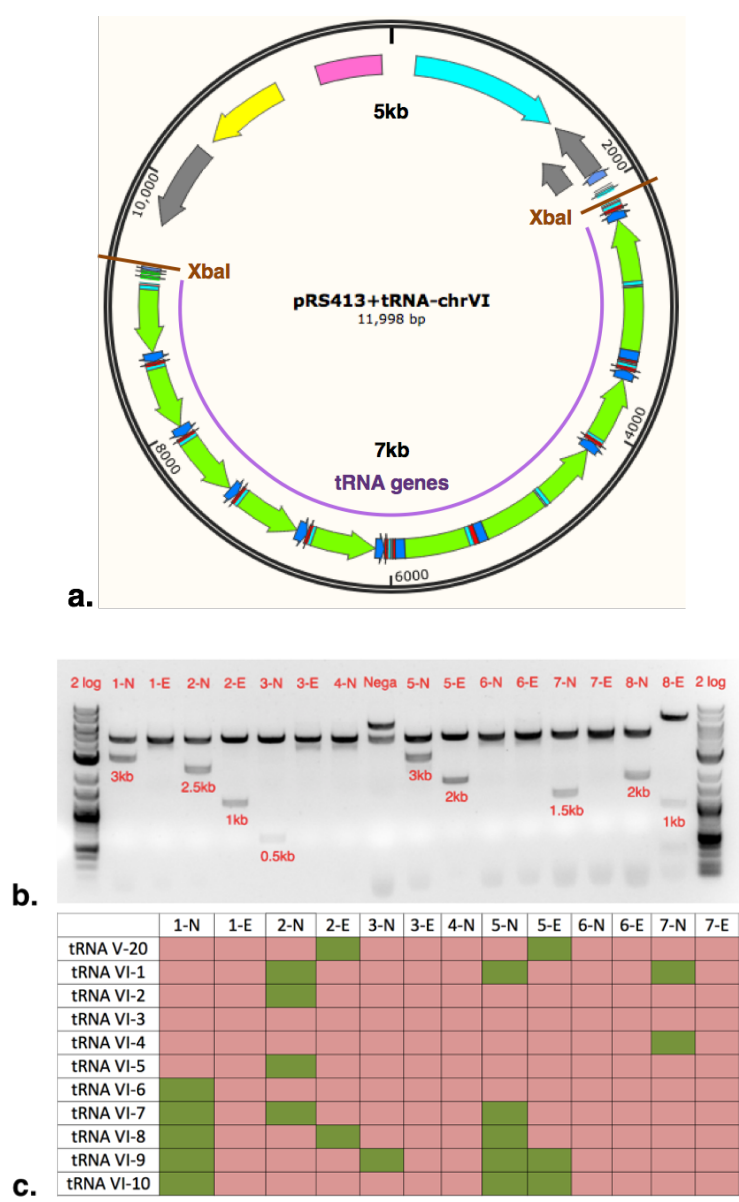 5kb
2000
10,000
XbaI
XbaI
pRS413+tRNA-chrVI
11,998 bp
4000
8000
7kb
tRNA genes
6000
a.
2 log 1-N 1-E 2-N 2-E 3-N 3-E 4-N Nega 5-N 5-E 6-N 6-E 7-N 7-E 8-N 8-E 2 log
3kb 2.5kb 1kb 0.5kb 3kb 2kb 1.5kb 2kb 1kb
b.
1-N 1-E 2-N 2-E 3-N 3-E 4-N 5-N 5-E 6-N 6-E 7-N 7-E
tRNA V-20
tRNA VI-1
tRNA VI-2
tRNA VI-3
tRNA VI-4
tRNA VI-5
tRNA VI-6
tRNA VI-7
tRNA VI-8
tRNA VI-9
tRNA VI-10
c.